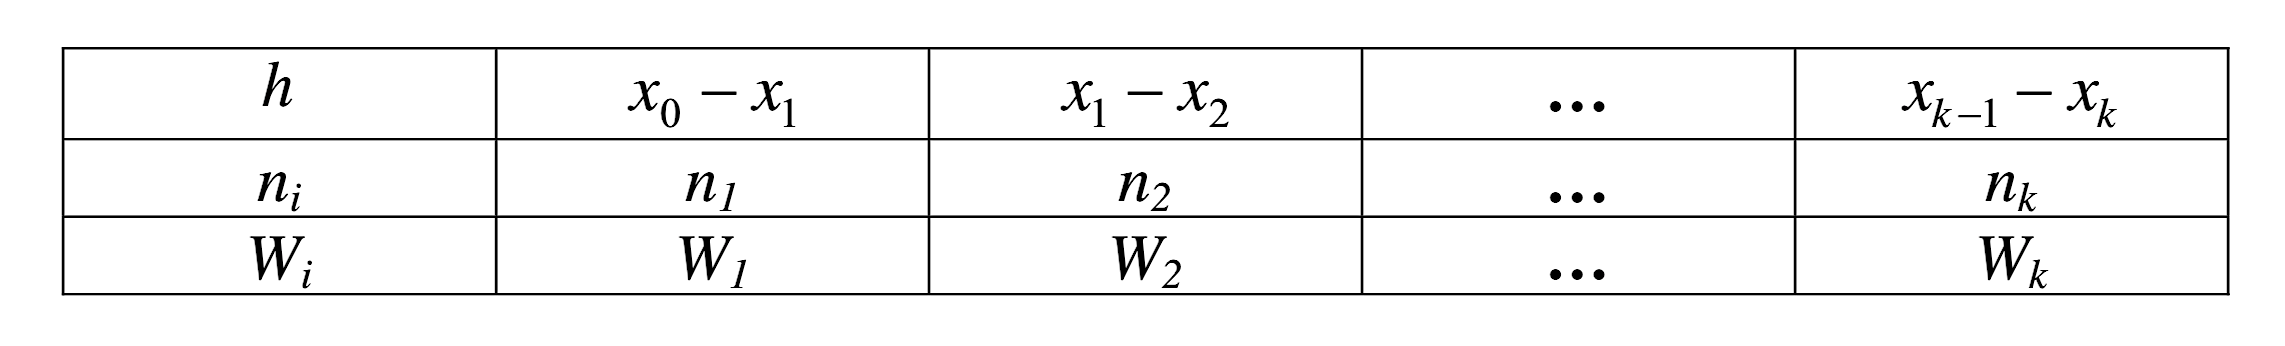 h x₀ − x₁ x₁ − x₂ ... xₖ₋₁ − xₖ
nᵢ n₁ n₂ ... nₖ
Wᵢ W₁ W₂ ... Wₖ